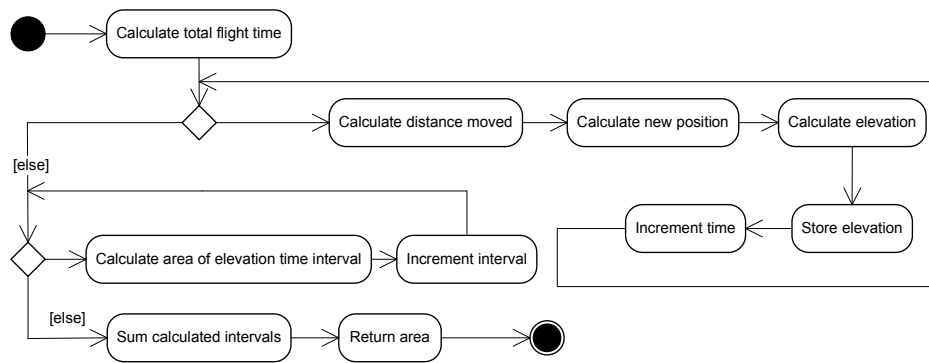 Calculate total flight time
Calculate distance moved
Calculate new position
Calculate elevation
[else]
Increment time
Store elevation
Calculate area of elevation time interval
Increment interval
[else]
Sum calculated intervals
Return area